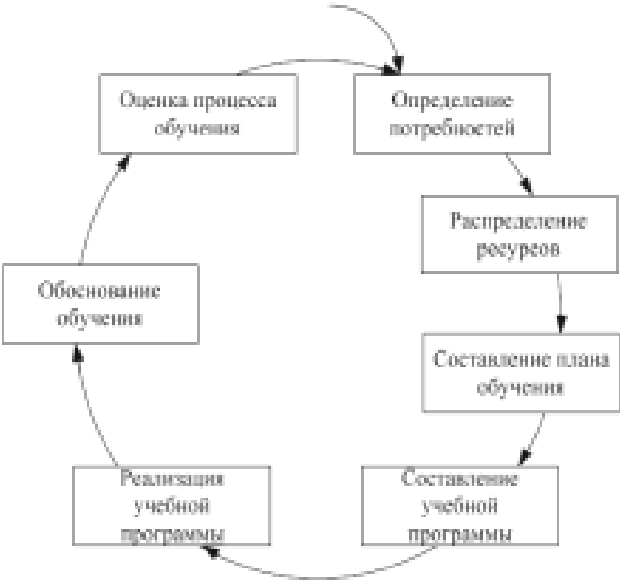 Оценка процесса
обучения
Определение
потребностей
Распределение
ресурсов
Составление плана
обучения
Обоснование
обучения
Реализация
учебной
программы
Составление
учебной
программы